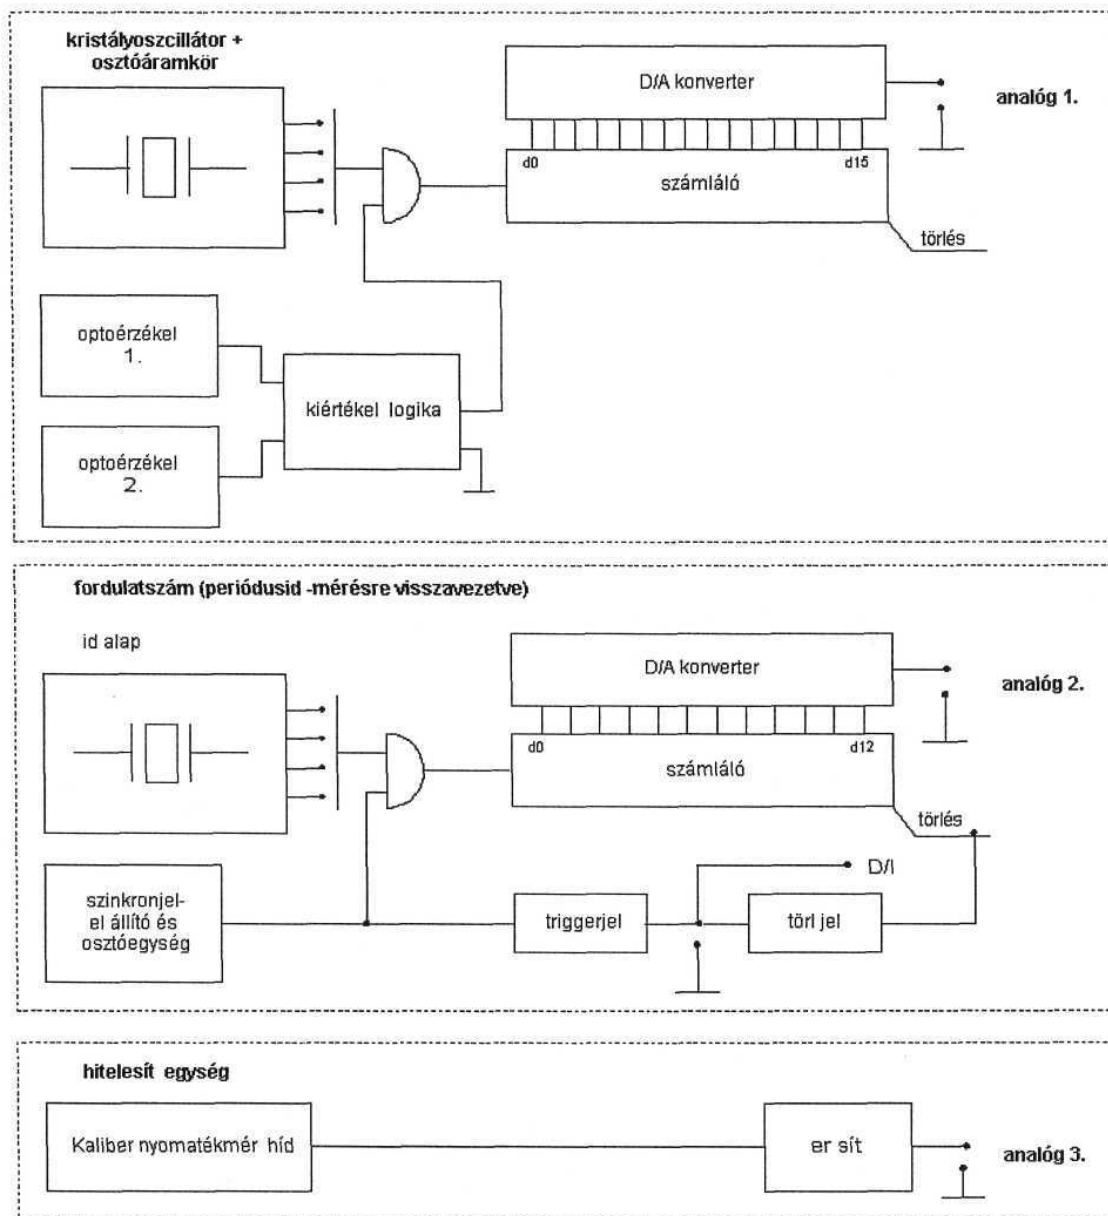 kristályoszcillátor +
osztóáramkör
D/A konverter
analóg 1.
d0
d15
számláló
törlés
optoérzékel
1.
kiértékel logika
optoérzékel
2.
fordulatszám (periódusid -mérésre visszavezetve)
id alap
D/A konverter
analóg 2.
d0
d12
számláló
törlés
D/I
szinkronjel-
el állító és
osztóegység
triggerjel
törl jel
hitelesít egység
Kaliber nyomatékmér híd
er sít
analóg 3.